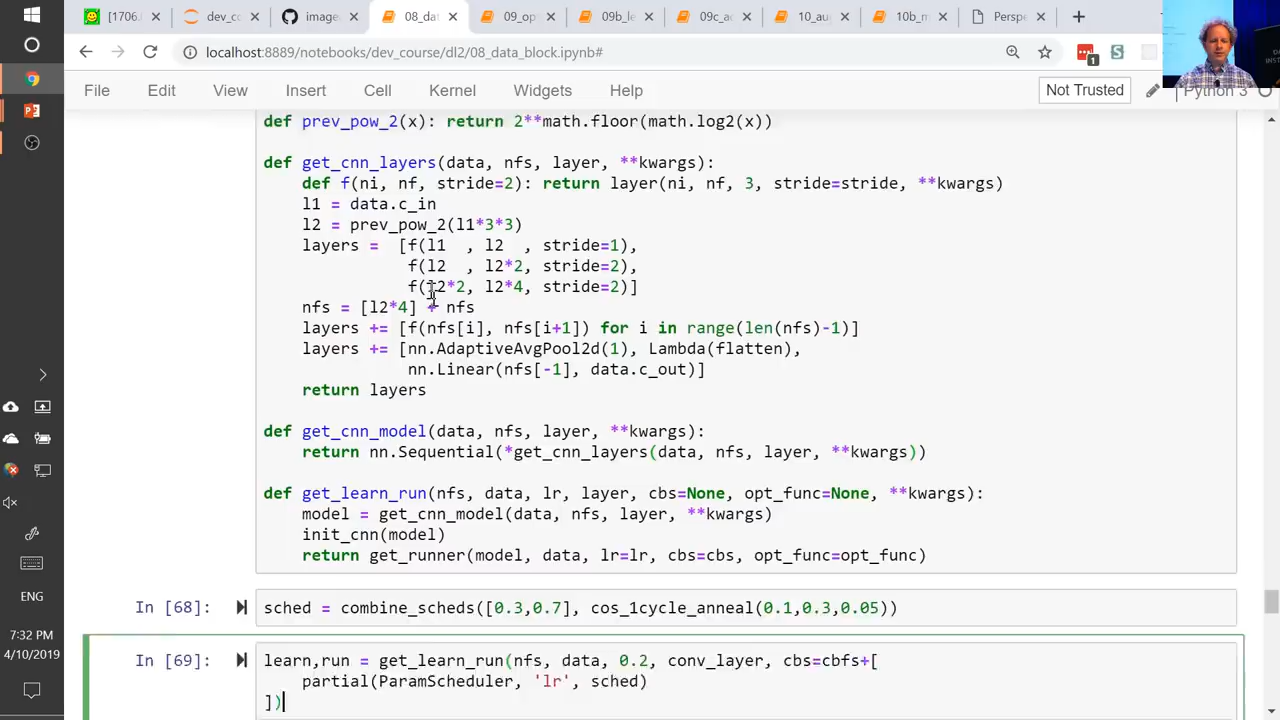 [1706.
dev_cc
image
08_dat
09_op
09b_le
09c_ac
10_au
10b_m
Perspe
localhost:8889/notebooks/dev_course/dl2/08_data_block.ipynb#
1
File Edit View Insert Cell Kernel Widgets Help Not Trusted Python 3
def prev_pow_2(x): return 2**math.floor(math.log2(x))
def get_cnn_layers(data, nfs, layer, **kwargs):
def f(ni, nf, stride=2): return layer(ni, nf, 3, stride=stride, **kwargs)
l1 = data.c_in
l2 = prev_pow_2(l1*3*3)
layers = [f(l1 , l2 , stride=1),
f(l2 , l2*2, stride=2),
f(l2*2, l2*4, stride=2)]
nfs = [l2*4] + nfs
layers += [f(nfs[i], nfs[i+1]) for i in range(len(nfs)-1)]
layers += [nn.AdaptiveAvgPool2d(1), Lambda(flatten),
nn.Linear(nfs[-1], data.c_out)]
return layers
def get_cnn_model(data, nfs, layer, **kwargs):
return nn.Sequential(*get_cnn_layers(data, nfs, layer, **kwargs))
def get_learn_run(nfs, data, lr, layer, cbs=None, opt_func=None, **kwargs):
model = get_cnn_model(data, nfs, layer, **kwargs)
init_cnn(model)
return get_runner(model, data, lr=lr, cbs=cbs, opt_func=opt_func)
In [68]: sched = combine_scheds([0.3,0.7], cos_1cycle_anneal(0.1,0.3,0.05))
In [69]: learn,run = get_learn_run(nfs, data, 0.2, conv_layer, cbs=cbfs+[
partial(ParamScheduler, 'lr', sched)
])
ENG
7:32 PM
4/10/2019